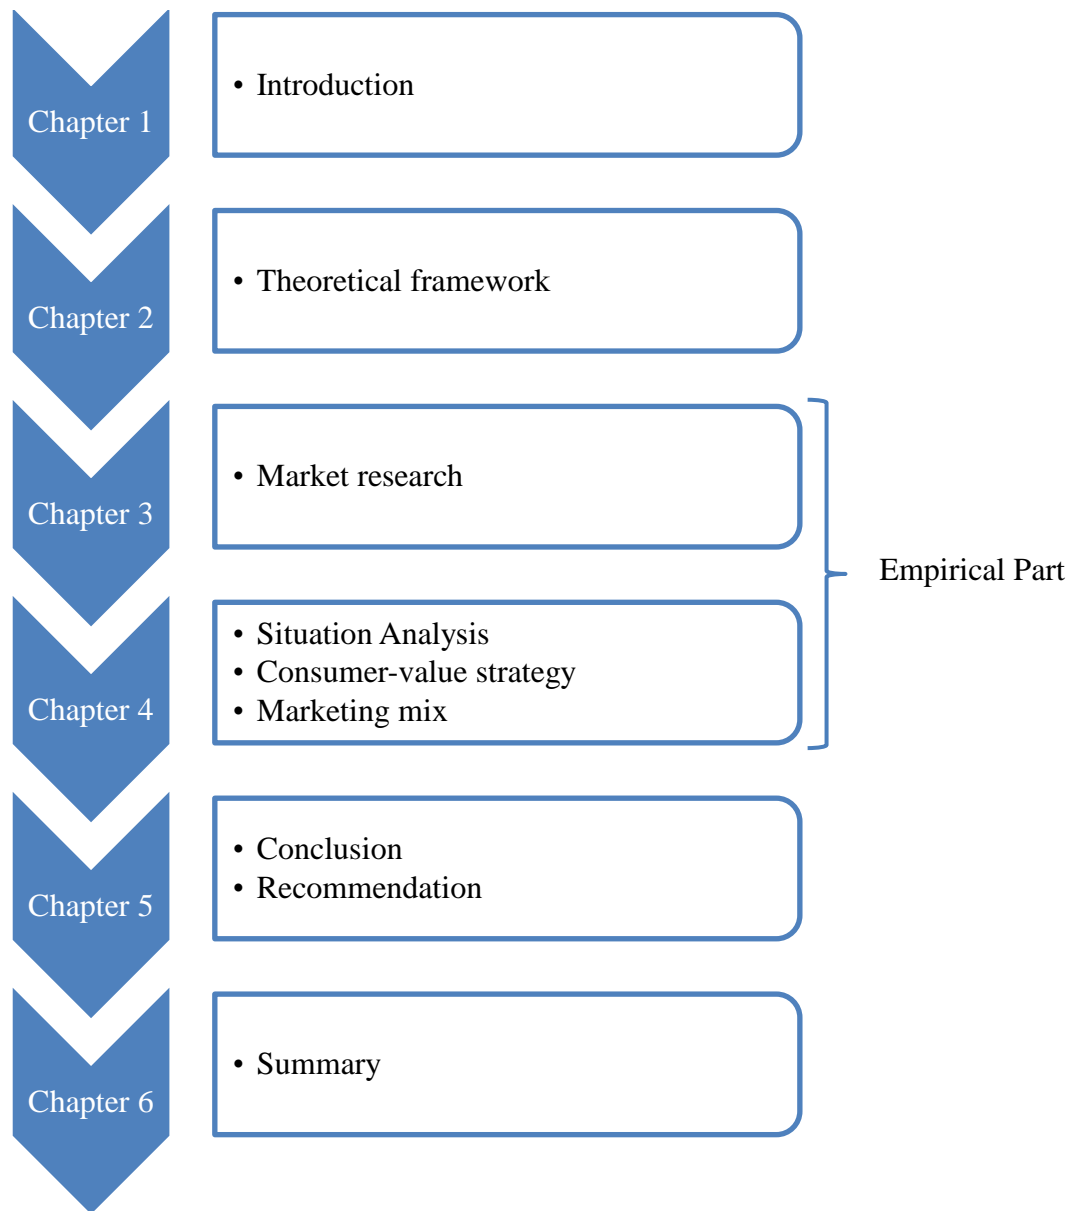 Chapter 1
• Introduction
Chapter 2
• Theoretical framework
Chapter 3
• Market research
Empirical Part
Chapter 4
• Situation Analysis
• Consumer-value strategy
• Marketing mix
Chapter 5
• Conclusion
• Recommendation
Chapter 6
• Summary